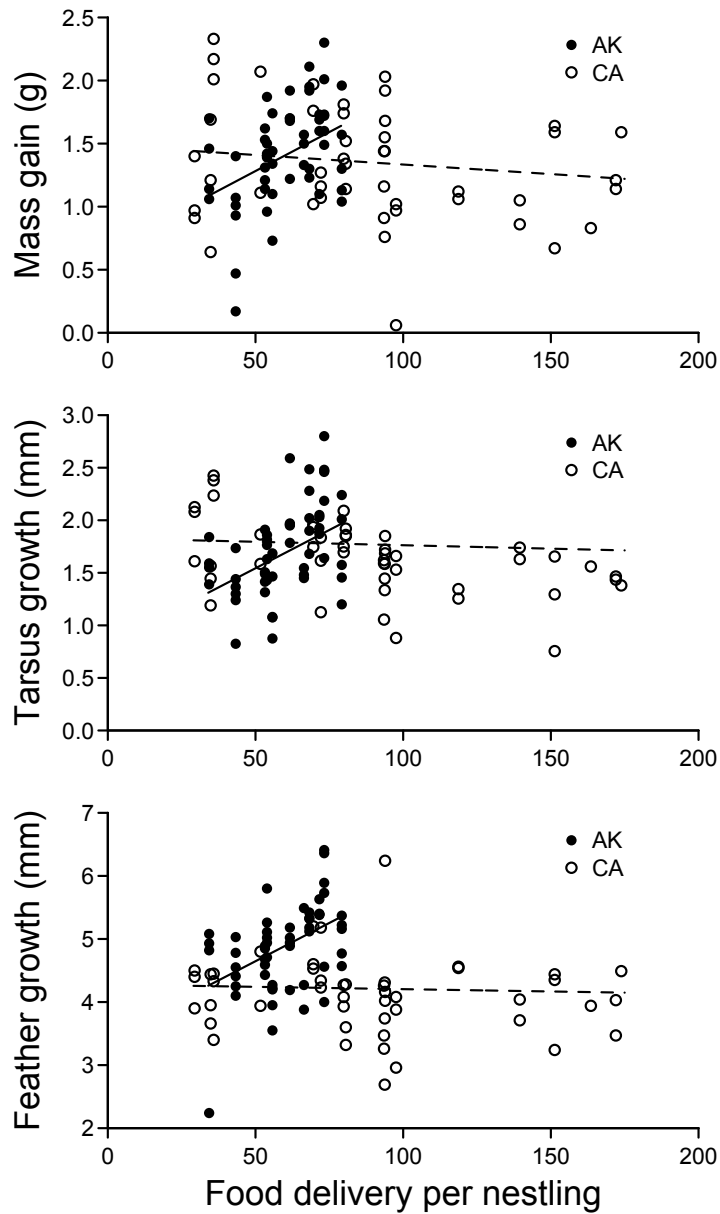 Mass gain (g)
2.5
2.0
1.5
1.0
0.5
0.0
AK
CA
0 50 100 150 200
Tarsus growth (mm)
3.0
2.5
2.0
1.5
1.0
0.5
0.0
AK
CA
0 50 100 150 200
Feather growth (mm)
7
6
5
4
3
2
AK
CA
0 50 100 150 200
Food delivery per nestling